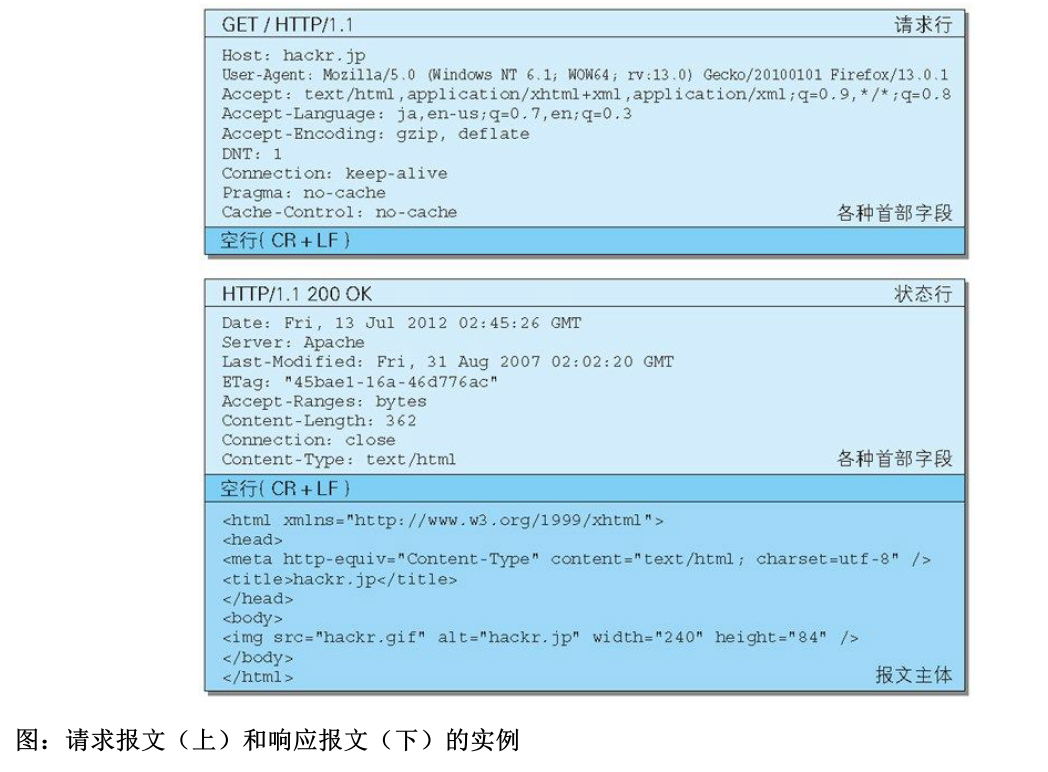 GET / HTTP/1.1 请求行
Host: hackr.jp
User-Agent: Mozilla/5.0 (Windows NT 6.1; WOW64; rv:13.0) Gecko/20100101 Firefox/13.0.1
Accept: text/html,application/xhtml+xml,application/xml;q=0.9,*/*;q=0.8
Accept-Language: ja,en-us;q=0.7,en;q=0.3
Accept-Encoding: gzip, deflate
DNT: 1
Connection: keep-alive
Pragma: no-cache
Cache-Control: no-cache 各种首部字段
空行( CR + LF )
HTTP/1.1 200 OK 状态行
Date: Fri, 13 Jul 2012 02:45:26 GMT
Server: Apache
Last-Modified: Fri, 31 Aug 2007 02:02:20 GMT
ETag: "45bae1-16a-46d776ac"
Accept-Ranges: bytes
Content-Length: 362
Connection: close
Content-Type: text/html 各种首部字段
空行( CR + LF )
<html xmlns="http://www.w3.org/1999/xhtml">
<head>
<meta http-equiv="Content-Type" content="text/html; charset=utf-8" />
<title>hackr.jp</title>
</head>
<body>
<img src="hackr.gif" alt="hackr.jp" width="240" height="84" />
</body>
</html> 报文主体
图：请求报文（上）和响应报文（下）的实例